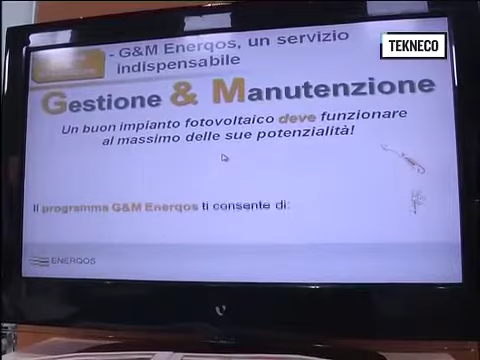 TEKNECO
- G&M Enerqos, un servizio
indispensabile
Gestione & Manutenzione
Un buon impianto fotovoltaico deve funzionare
al massimo delle sue potenzialità!
Il programma G&M Enerqos ti consente di:
ENERQOS